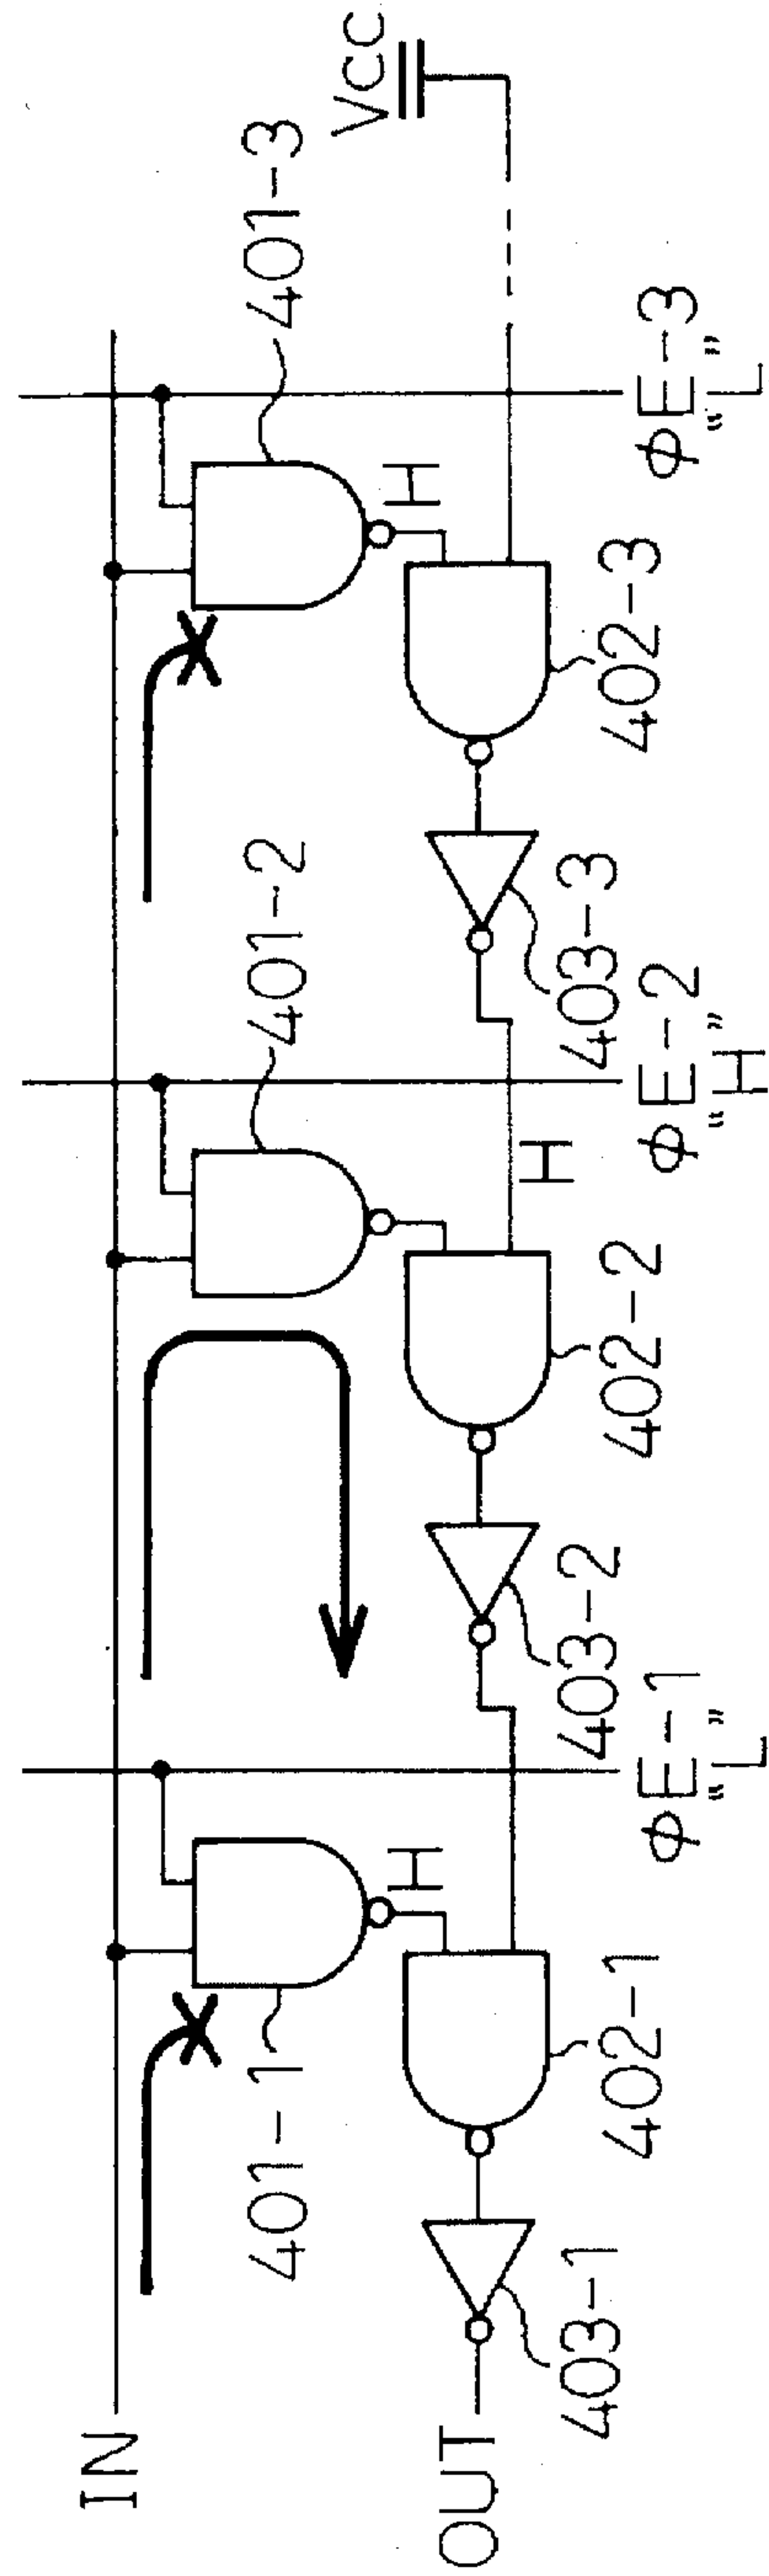 IN
OUT
401-1
401-2
401-3
H
H
H
Vcc
402-1
402-2
402-3
403-1
403-2
403-3
φE-1
"L"
φE-2
"H"
φE-3
"L"